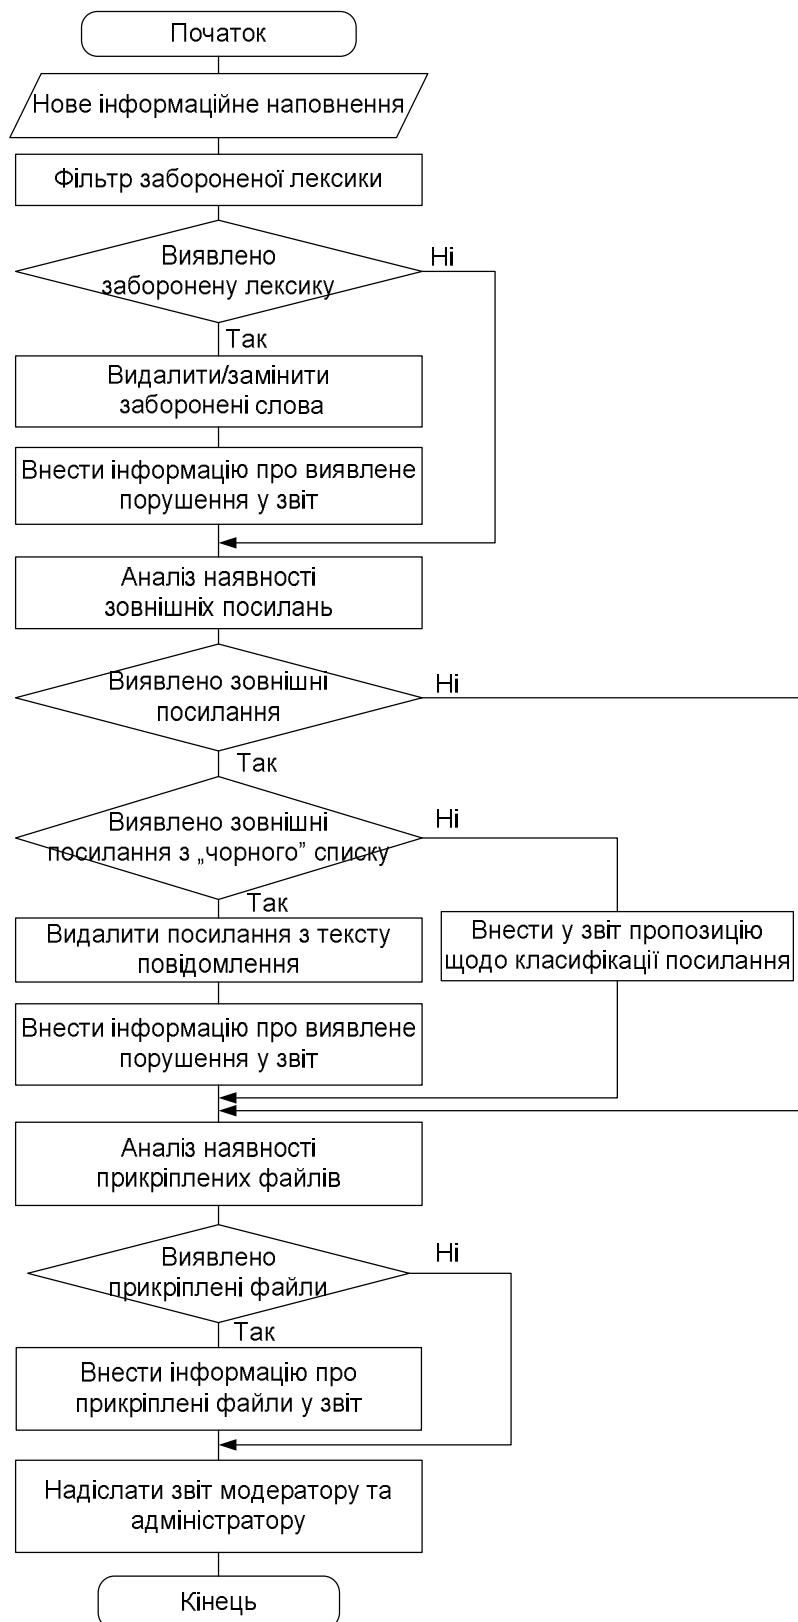 Початок
Нове інформаційне наповнення
Фільтр забороненої лексики
Виявлено
заборонену лексику
Ні
Так
Видалити/замінити
заборонені слова
Внести інформацію про виявлене
порушення у звіт
Аналіз наявності
зовнішніх посилань
Виявлено зовнішні
посилання
Ні
Так
Виявлено зовнішні
посилання з „чорного” списку
Ні
Так
Видалити посилання з тексту
повідомлення
Внести у звіт пропозицію
щодо класифікації посилання
Внести інформацію про виявлене
порушення у звіт
Аналіз наявності
прикріплених файлів
Виявлено
прикріплені файли
Ні
Так
Внести інформацію про
прикріплені файли у звіт
Надіслати звіт модератору та
адміністратору
Кінець